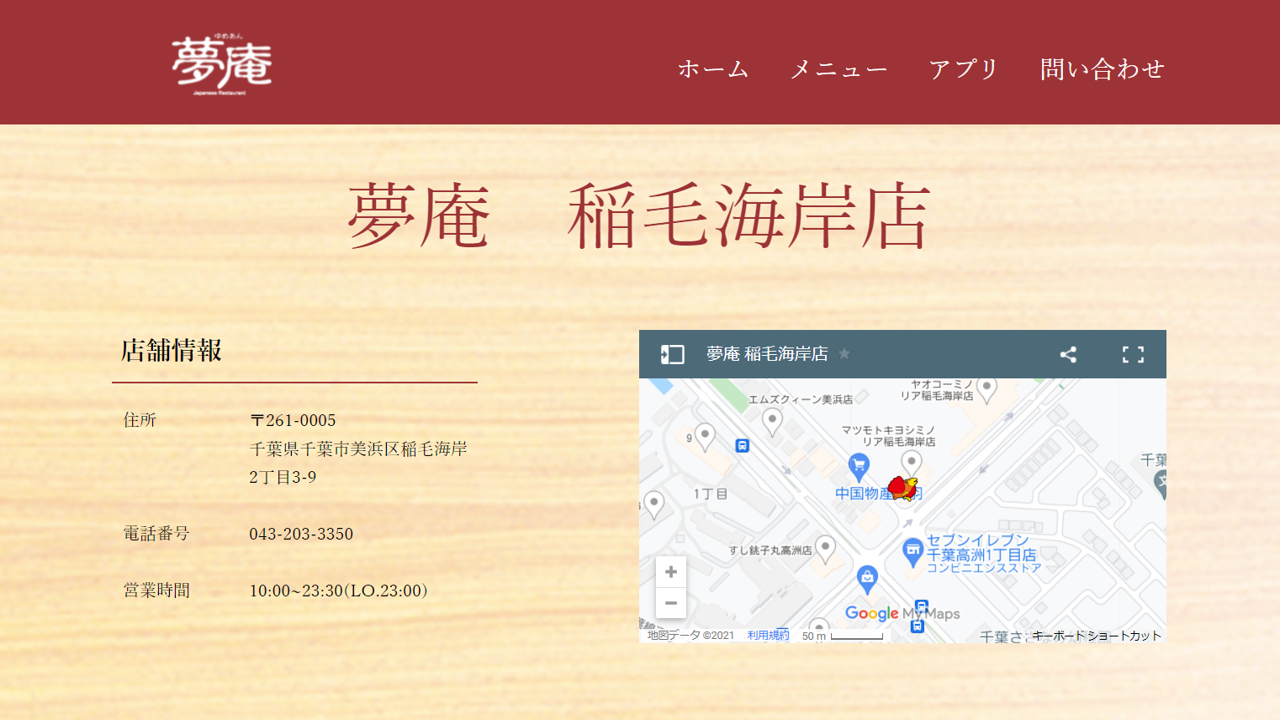 ゆめあん
夢庵
Japanese Restaurant
ホーム メニュー アプリ 問い合わせ
夢庵　稲毛海岸店
店舗情報
住所 〒261-0005
千葉県千葉市美浜区稲毛海岸
2丁目3-9
電話番号 043-203-3350
営業時間 10:00~23:30(LO.23:00)
夢庵 稲毛海岸店
ヤオコーミノ
リア稲毛海岸店
エムズクィーン美浜店
マツモトキヨシミノ
リア稲毛海岸店
9
千葉
中国物産
1丁目
すし銚子丸高洲店
セブンイレブン
千葉高洲1丁目店
コンビニエンスストア
+
−
Google My Maps
地図データ ©2021 利用規約 50 m
千葉さ
キーボード ショートカット